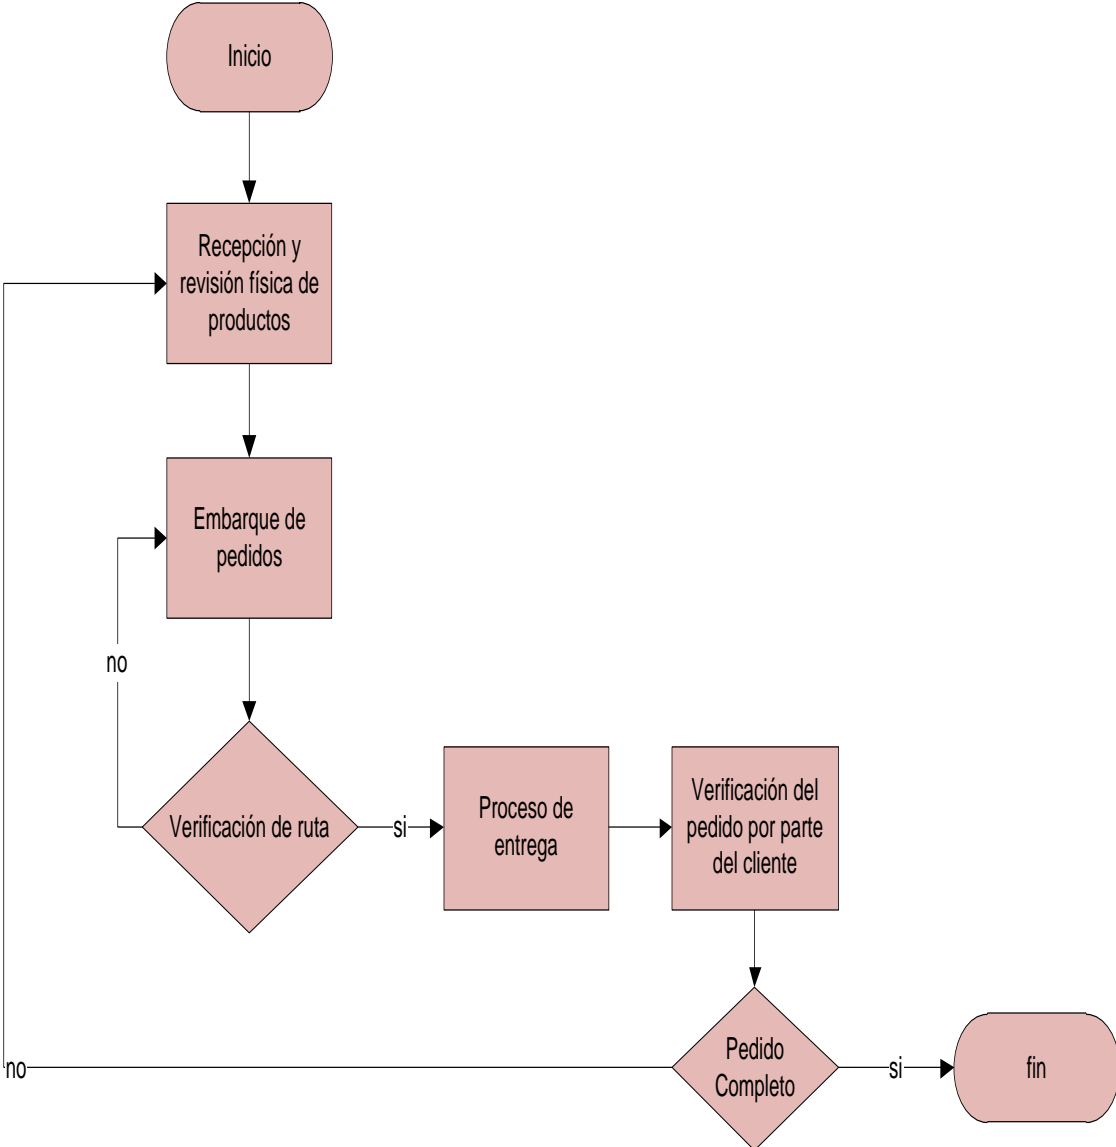 Inicio
Recepción y
revisión física de
productos
Embarque de
pedidos
no
Verificación de ruta
si
Proceso de
entrega
Verificación del
pedido por parte
del cliente
Pedido
Completo
si
fin
no